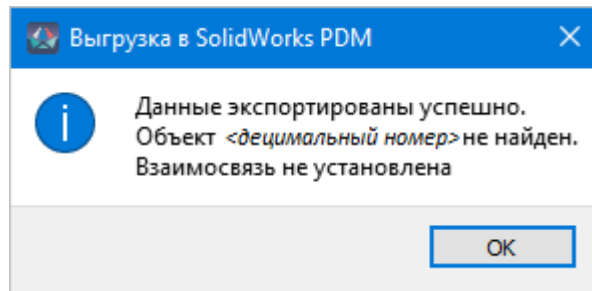 Выгрузка в SolidWorks PDM
Данные экспортированы успешно.
Объект <децимальный номер> не найден.
Взаимосвязь не установлена
OK